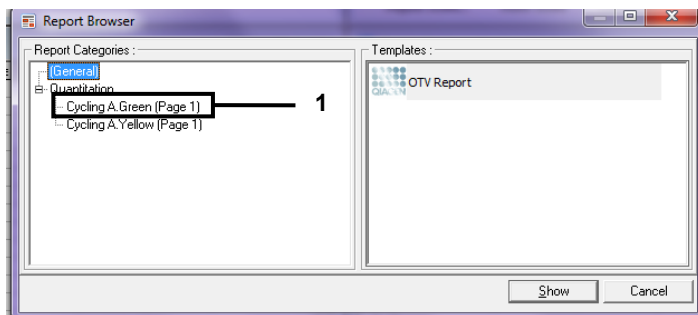 Report Browser
Report Categories :
(General)
Quantitation
Cycling A.Green (Page 1)
Cycling A.Yellow (Page 1)
1
Templates :
QIAGEN
OTV Report
Show
Cancel